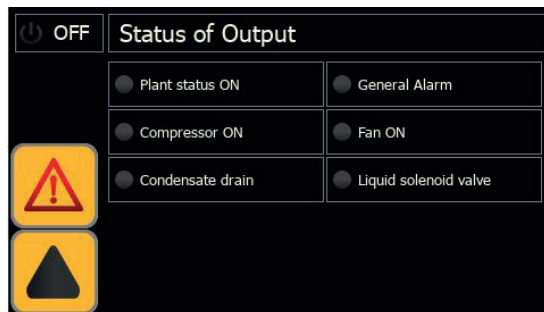 OFF
Status of Output
Plant status ON
General Alarm
Compressor ON
Fan ON
Condensate drain
Liquid solenoid valve